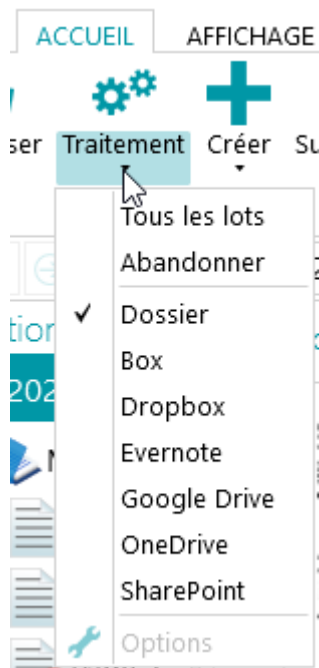 ACCUEIL AFFICHAGE
ser Traitement Créer Su
Tous les lots
Abandonner
Dossier
Box
Dropbox
Evernote
Google Drive
OneDrive
SharePoint
Options